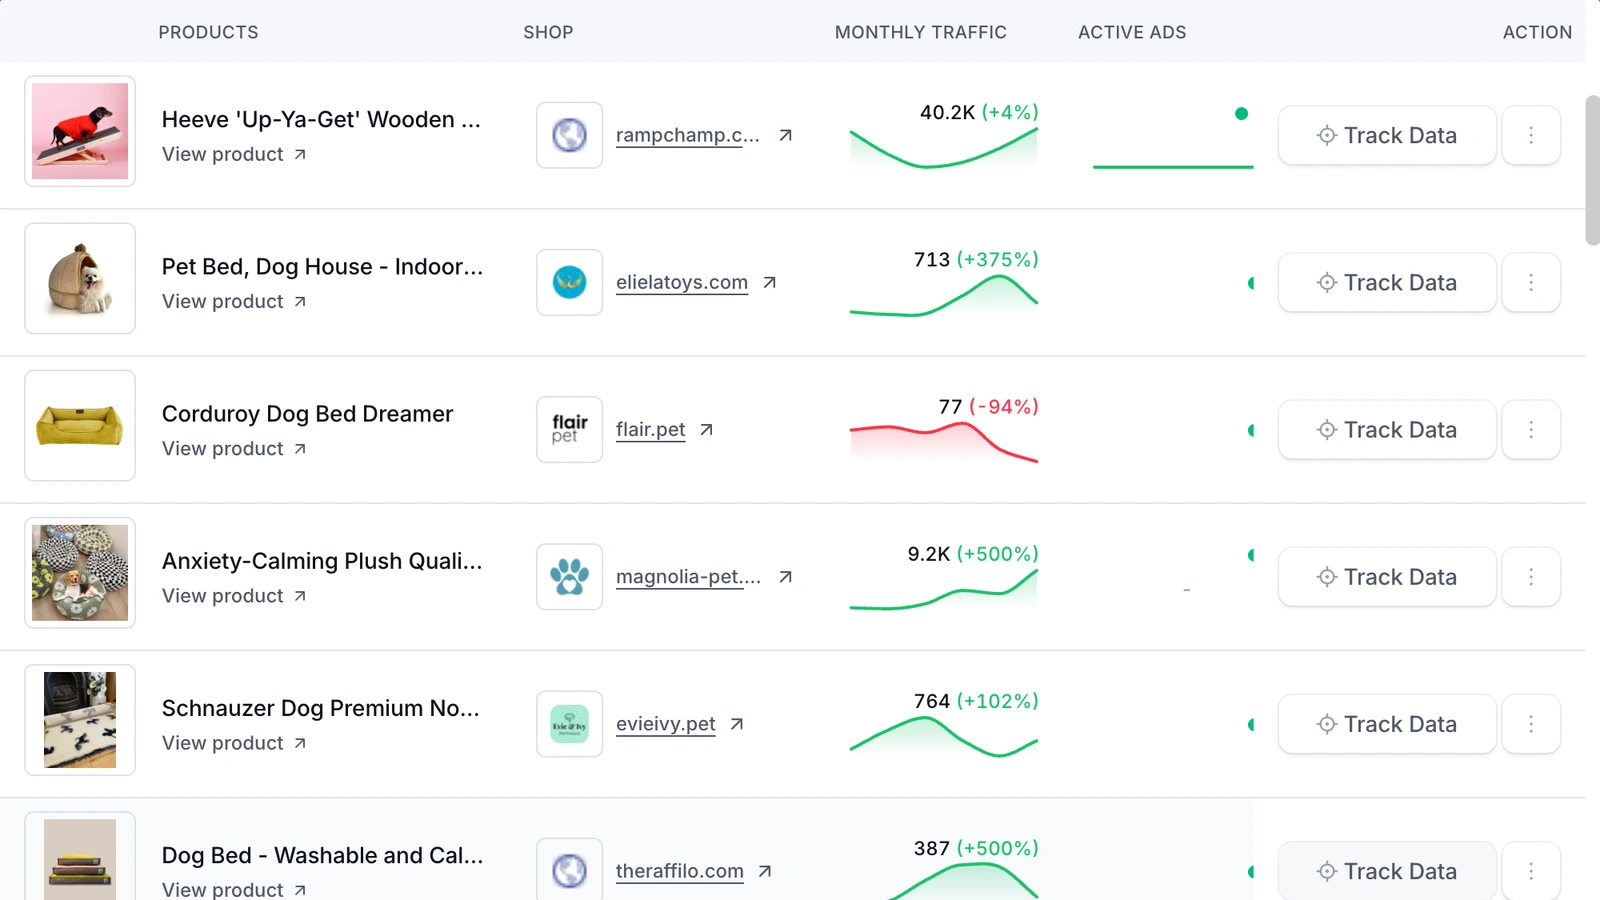 PRODUCTS SHOP MONTHLY TRAFFIC ACTIVE ADS ACTION
Heeve 'Up-Ya-Get' Wooden ...
View product
rampchamp.c...
40.2K (+4%)
Track Data
Pet Bed, Dog House - Indoor...
View product
elielatoys.com
713 (+375%)
Track Data
Corduroy Dog Bed Dreamer
View product
flair
pet
flair.pet
77 (-94%)
Track Data
Anxiety-Calming Plush Quali...
View product
magnolia-pet....
9.2K (+500%)
-
Track Data
Schnauzer Dog Premium No...
View product
Evie & Ivy
evieivy.pet
764 (+102%)
Track Data
Dog Bed - Washable and Cal...
View product
theraffilo.com
387 (+500%)
Track Data